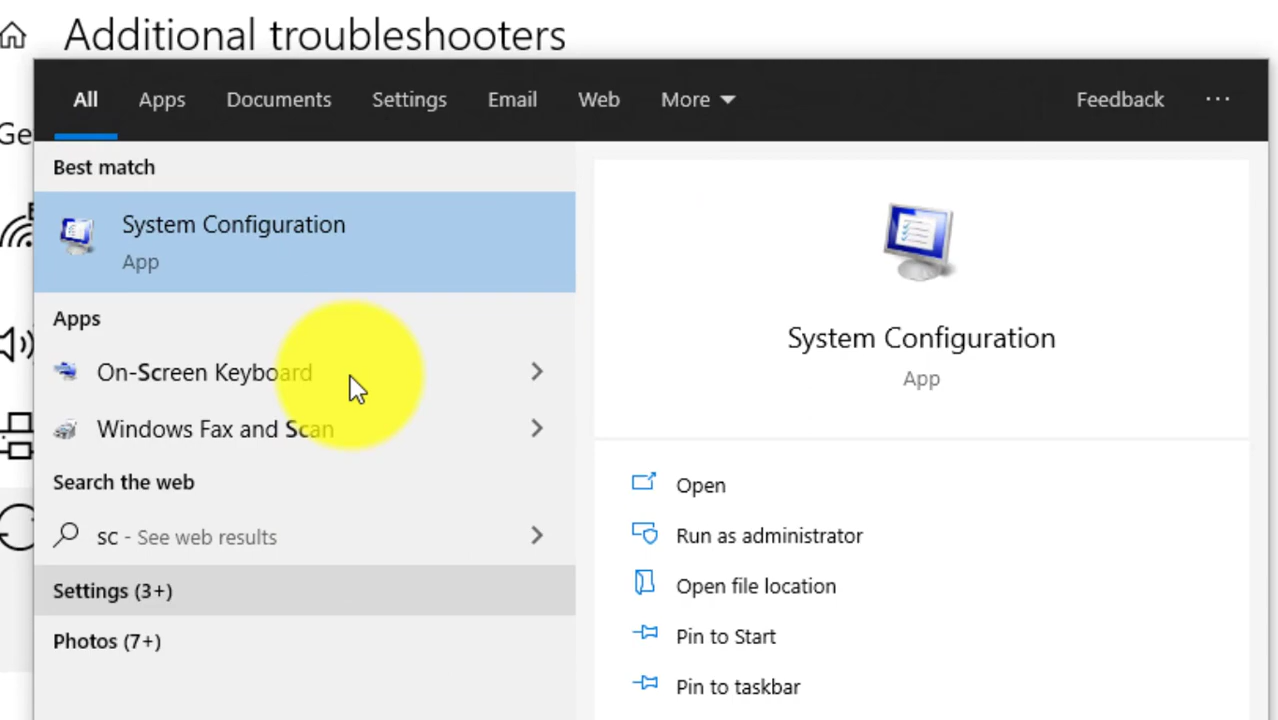 Additional troubleshooters
All Apps Documents Settings Email Web More Feedback ...
Ge
Best match
System Configuration
App
Apps
On-Screen Keyboard
Windows Fax and Scan
Search the web
sc - See web results
Settings (3+)
Photos (7+)
System Configuration
App
Open
Run as administrator
Open file location
Pin to Start
Pin to taskbar